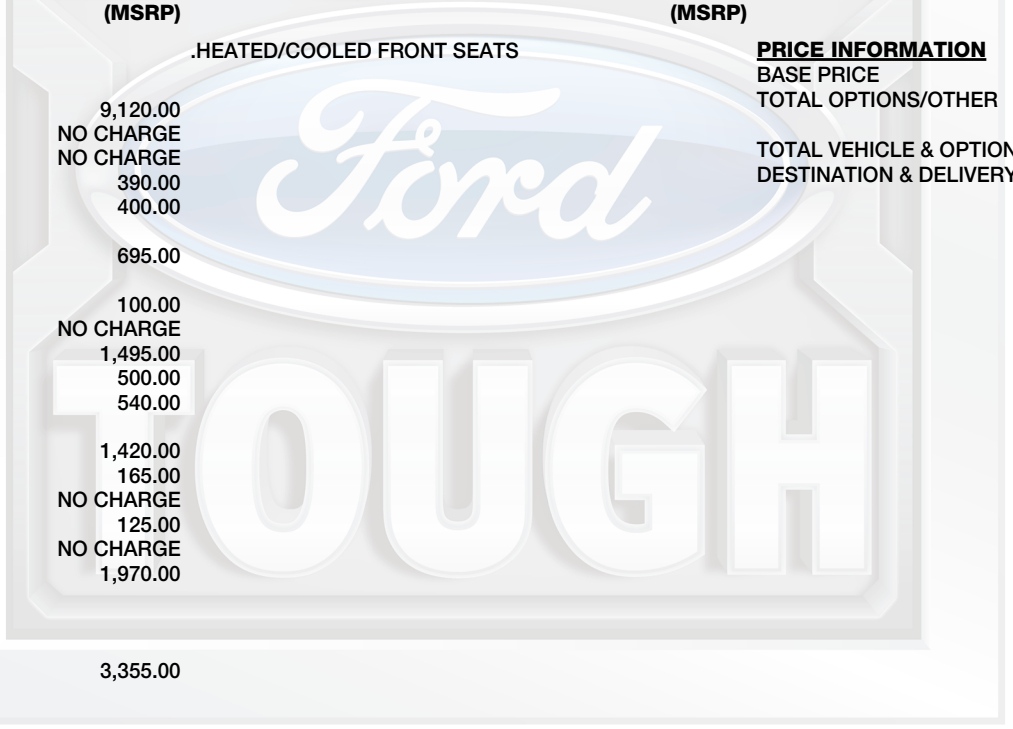 (MSRP) (MSRP)
.HEATED/COOLED FRONT SEATS PRICE INFORMATION
BASE PRICE
9,120.00 TOTAL OPTIONS/OTHER
NO CHARGE
NO CHARGE TOTAL VEHICLE & OPTION
390.00 DESTINATION & DELIVERY
400.00
695.00
100.00
NO CHARGE
1,495.00
500.00
540.00
1,420.00
165.00
NO CHARGE
125.00
NO CHARGE
1,970.00
3,355.00
Ford
TOUGH